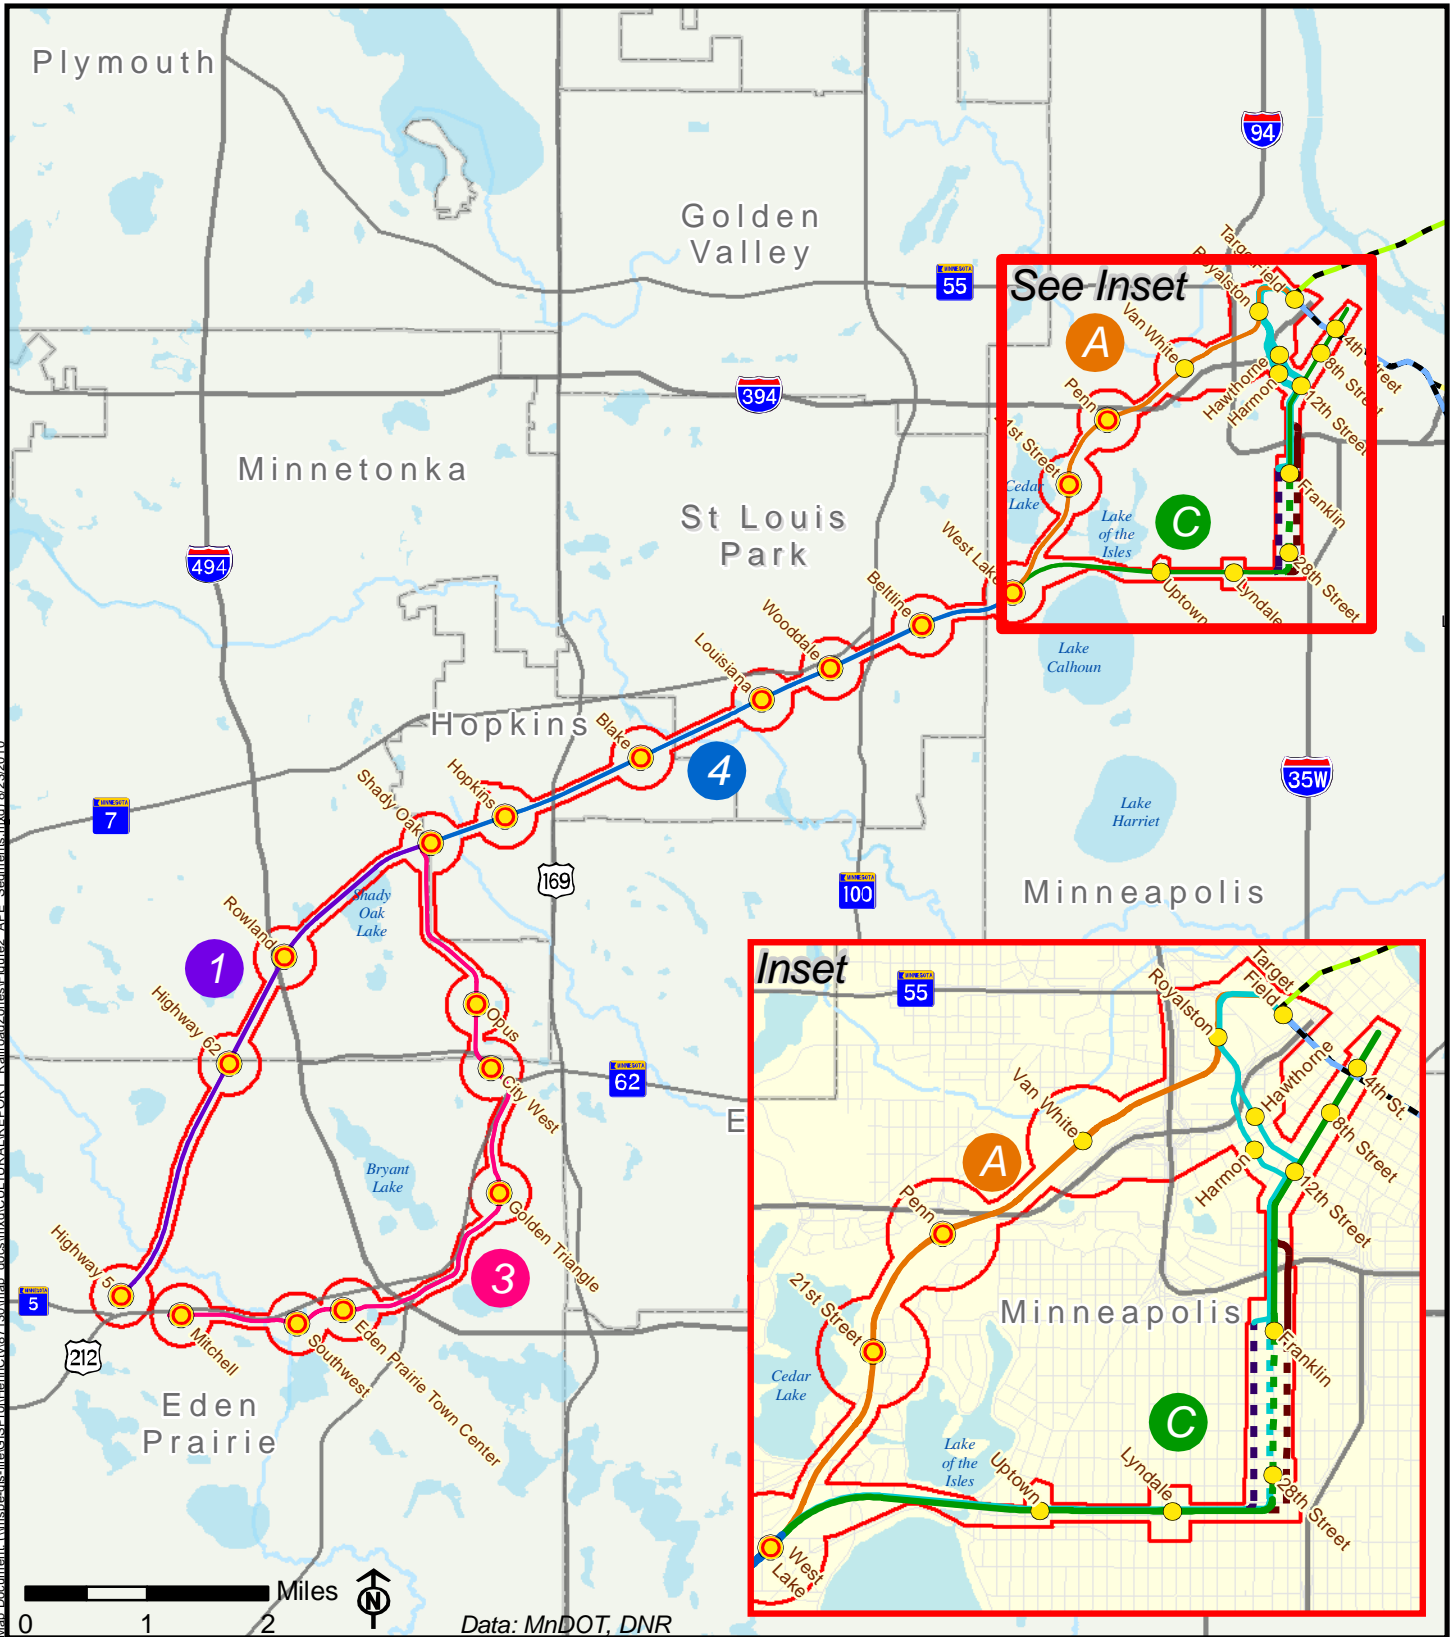 Plymouth
94
Golden
Valley
MINNESOTA
55
See Inset
Target Field
Royalston
Van White
A
Penn
4th Street
8th Street
12th Street
Hawthorne
Harmon
394
Minnetonka
21st Street
Cedar
Lake
St Louis
Park
Lake
of the
Isles
C
Franklin
494
West Lake
28th Street
Uptown
Lyndale
Beltline
Wooddale
Louisiana
Lake
Calhoun
Hopkins
Blake
4
Hopkins
Shady Oak
MINNESOTA
7
35W
Lake
Harriet
169
MINNESOTA
100
Minneapolis
Shady
Oak
Lake
Rowland
1
Highway 62
Opus
City West
MINNESOTA
62
E
Bryant
Lake
Golden Triangle
3
Highway 5
MINNESOTA
5
212
Mitchell
Southwest
Eden Prairie Town Center
Eden
Prairie
Inset
MINNESOTA
55
Target
Field
Royalston
Van White
Hawthorne
4th St.
8th Street
Harmon
12th Street
A
Penn
21st Street
Minneapolis
Cedar
Lake
Franklin
C
Lake
of the
Isles
Uptown
Lyndale
28th Street
West
Lake
Miles
0 1 2
N
Data: MnDOT, DNR